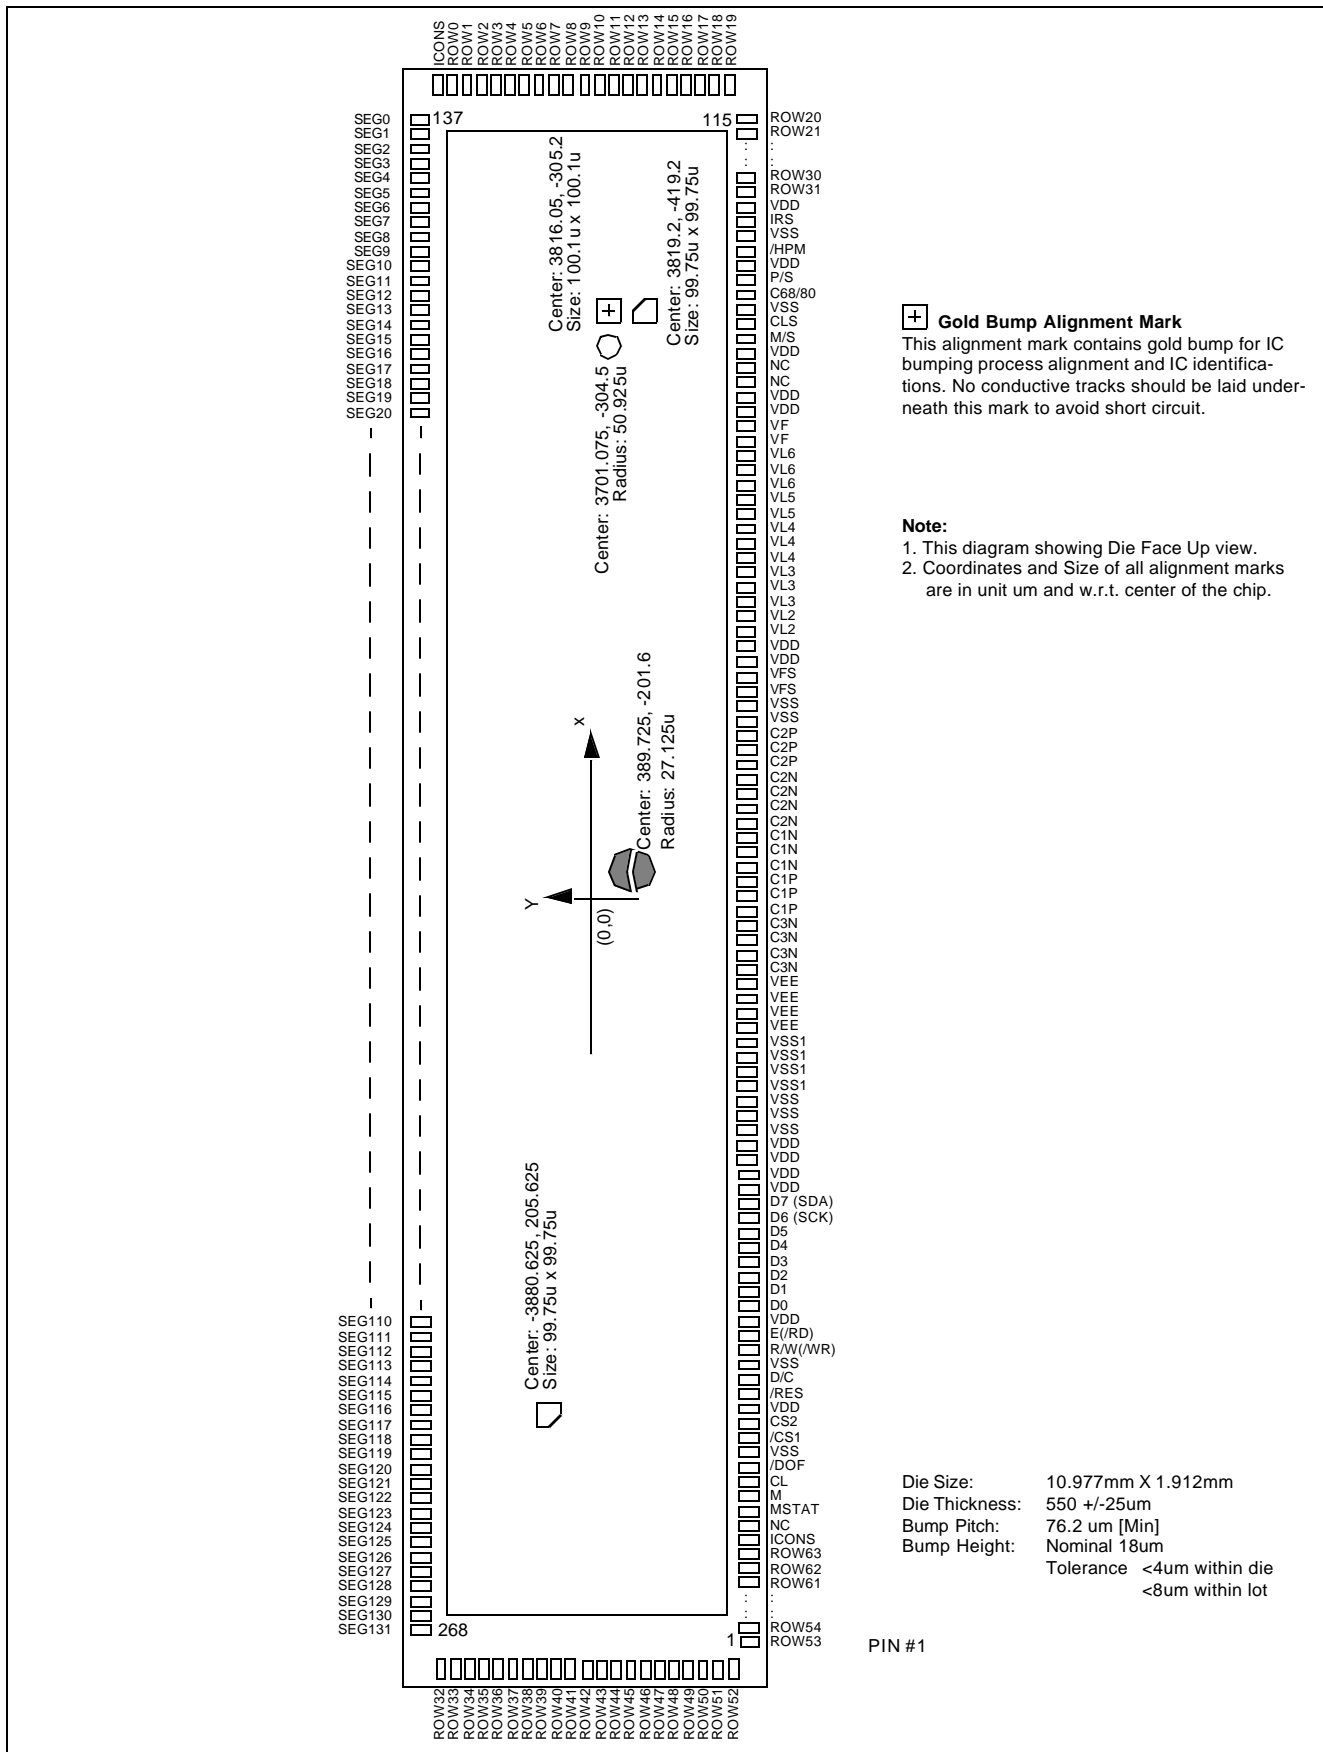 ICONS
ROW0
ROW1
ROW2
ROW3
ROW4
ROW5
ROW6
ROW7
ROW8
ROW9
ROW10
ROW11
ROW12
ROW13
ROW14
ROW15
ROW16
ROW17
ROW18
ROW19
SEG0
SEG1
SEG2
SEG3
SEG4
SEG5
SEG6
SEG7
SEG8
SEG9
SEG10
SEG11
SEG12
SEG13
SEG14
SEG15
SEG16
SEG17
SEG18
SEG19
SEG20
SEG110
SEG111
SEG112
SEG113
SEG114
SEG115
SEG116
SEG117
SEG118
SEG119
SEG120
SEG121
SEG122
SEG123
SEG124
SEG125
SEG126
SEG127
SEG128
SEG129
SEG130
SEG131
137
115
Center: 3816.05, -305.2
Size: 100.1u x 100.1u
Center: 3819.2, -419.2
Size: 99.75u x 99.75u
Center: 3701.075, -304.5
Radius: 50.925u
x
Y
(0,0)
Center: 389.725, -201.6
Radius: 27.125u
Center: -3880.625, 205.625
Size: 99.75u x 99.75u
268
1
ROW20
ROW21
: :
: :
ROW30
ROW31
VDD
IRS
VSS
/HPM
VDD
P/S
C68/80
VSS
CLS
M/S
VDD
NC
NC
VDD
VDD
VF
VF
VL6
VL6
VL6
VL5
VL5
VL4
VL4
VL4
VL3
VL3
VL3
VL2
VL2
VDD
VDD
VFS
VFS
VSS
VSS
C2P
C2P
C2P
C2N
C2N
C2N
C2N
C1N
C1N
C1N
C1P
C1P
C1P
C3N
C3N
C3N
C3N
VEE
VEE
VEE
VEE
VSS1
VSS1
VSS1
VSS1
VSS
VSS
VSS
VDD
VDD
VDD
VDD
D7 (SDA)
D6 (SCK)
D5
D4
D3
D2
D1
D0
VDD
E(/RD)
R/W(/WR)
VSS
D/C
/RES
VDD
CS2
/CS1
VSS
/DOF
CL
M
MSTAT
NC
ICONS
ROW63
ROW62
ROW61
: :
: :
ROW54
ROW53
PIN #1
ROW32
ROW33
ROW34
ROW35
ROW36
ROW37
ROW38
ROW39
ROW40
ROW41
ROW42
ROW43
ROW44
ROW45
ROW46
ROW47
ROW48
ROW49
ROW50
ROW51
ROW52
Gold Bump Alignment Mark
This alignment mark contains gold bump for IC
bumping process alignment and IC identifica-
tions. No conductive tracks should be laid under-
neath this mark to avoid short circuit.
Note:
1. This diagram showing Die Face Up view.
2. Coordinates and Size of all alignment marks
are in unit um and w.r.t. center of the chip.
Die Size: 10.977mm X 1.912mm
Die Thickness: 550 +/-25um
Bump Pitch: 76.2 um [Min]
Bump Height: Nominal 18um
Tolerance <4um within die
<8um within lot